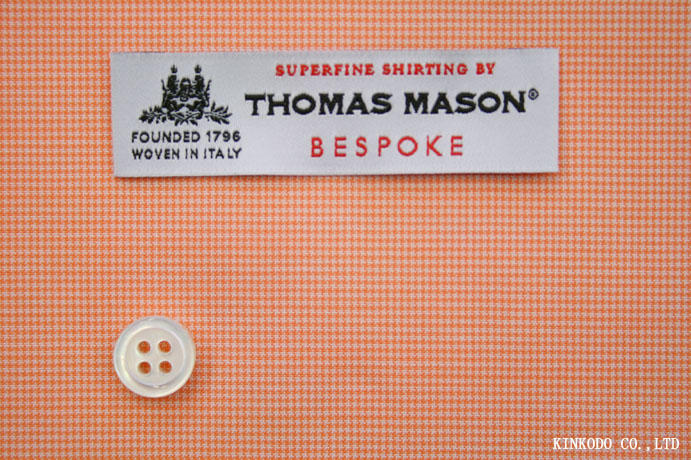 SUPERFINE SHIRTING BY
THOMAS MASON®
BESPOKE
FOUNDED 1796
WOVEN IN ITALY
KINKODO CO.,LTD